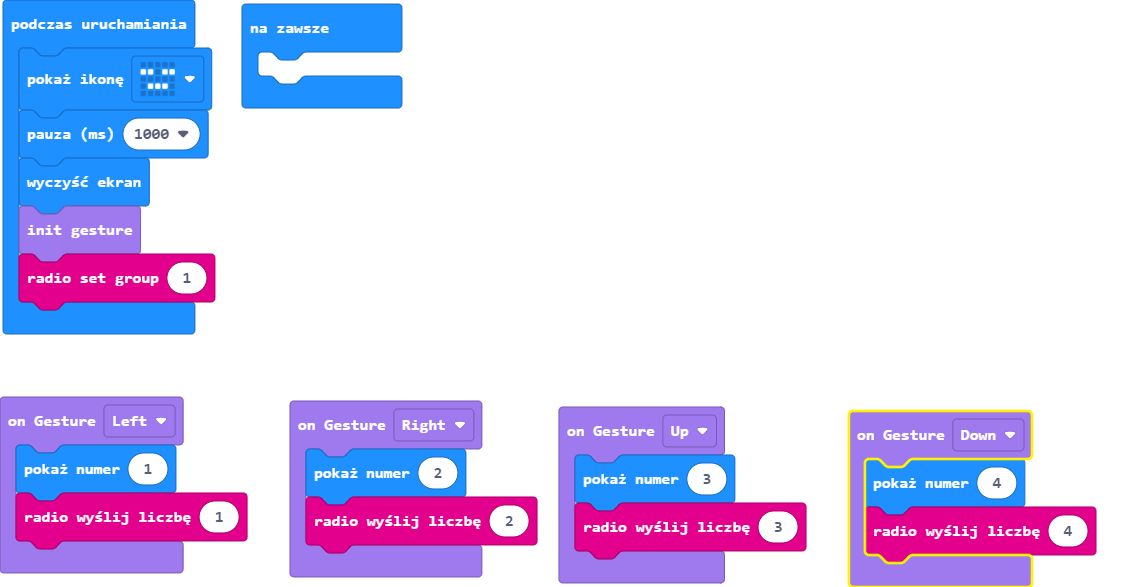 podczas uruchamiania
pokaż ikonę
pauza (ms) 1000
wyczyść ekran
init gesture
radio set group 1
na zawsze
on Gesture Left
pokaż numer 1
radio wyślij liczbę 1
on Gesture Right
pokaż numer 2
radio wyślij liczbę 2
on Gesture Up
pokaż numer 3
radio wyślij liczbę 3
on Gesture Down
pokaż numer 4
radio wyślij liczbę 4